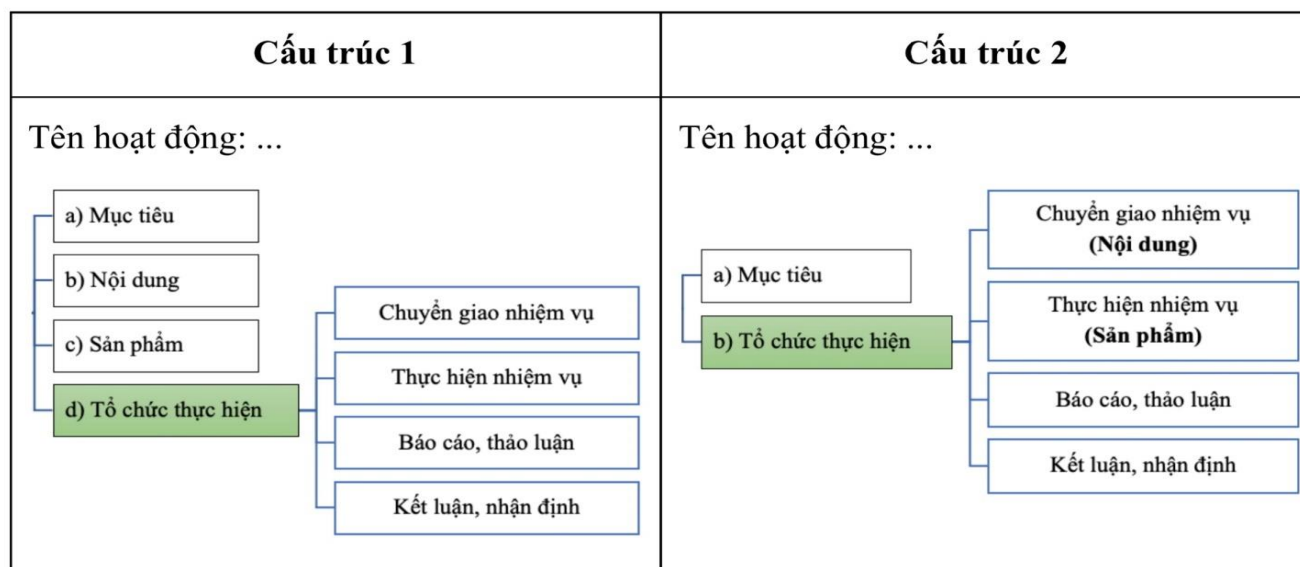 Cấu trúc 1
Tên hoạt động: ...
a) Mục tiêu
b) Nội dung
c) Sản phẩm
d) Tổ chức thực hiện
Chuyển giao nhiệm vụ
Thực hiện nhiệm vụ
Báo cáo, thảo luận
Kết luận, nhận định
Cấu trúc 2
Tên hoạt động: ...
a) Mục tiêu
b) Tổ chức thực hiện
Chuyển giao nhiệm vụ
(Nội dung)
Thực hiện nhiệm vụ
(Sản phẩm)
Báo cáo, thảo luận
Kết luận, nhận định